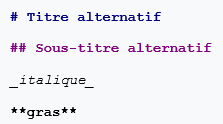 # Titre alternatif
## Sous-titre alternatif
_italique_
**gras**